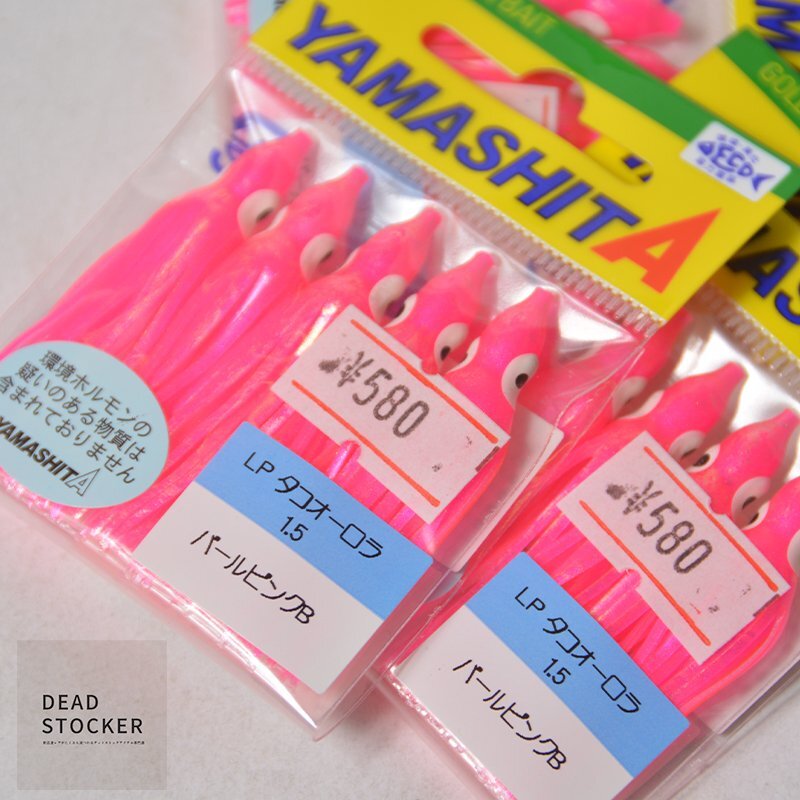 BAIT
YAMASHITA
GOLD
ECO
環境ホルモンの
疑いのある物質は
含まれておりません
YAMASHITA
¥580
LP タコオーロラ
1.5
パールピンクB
¥580
LP タコオーロラ
1.5
パールピンクB
DEAD
STOCKER